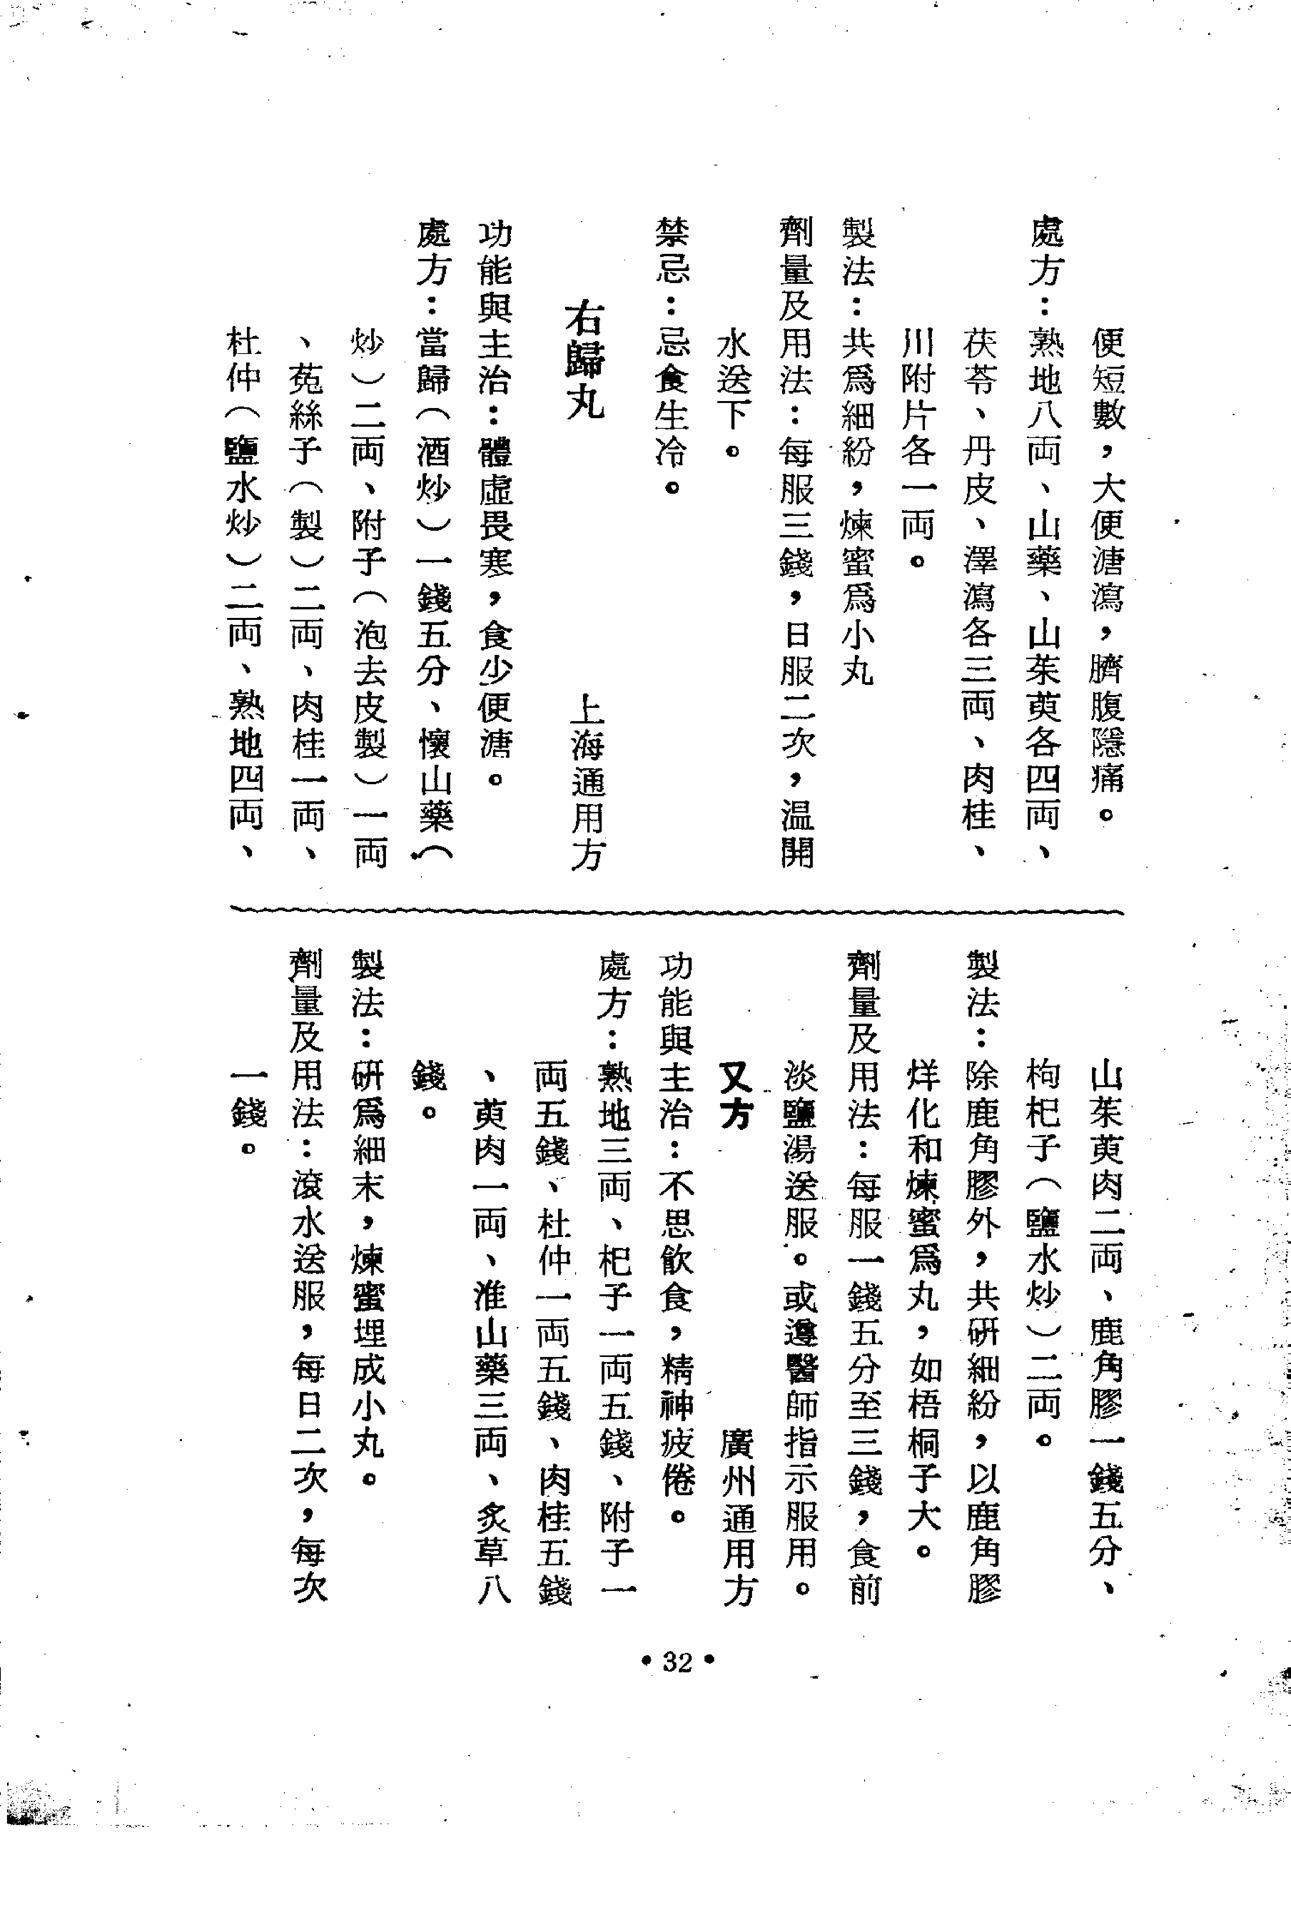 便短數，大便溏瀉，臍腹隱痛。
處方：熟地八両、山藥、山茱萸各四両、
茯苓、丹皮、澤瀉各三両、肉桂、
川附片各一両。
製法：共爲細紛，煉蜜爲小丸
劑量及用法：每服三錢，日服二次，温開
水送下。
禁忌：忌食生冷。
右歸丸　上海通用方
功能與主治：體虛畏寒，食少便溏。
處方：當歸（酒炒）一錢五分、懷山藥（
炒）二両、附子（泡去皮製）一両
、菟絲子（製）二両、肉桂一両、
杜仲（鹽水炒）二両、熟地四両、
山茱萸肉二両、鹿角膠一錢五分、
枸杞子（鹽水炒）二両。
製法：除鹿角膠外，共研細紛，以鹿角膠
烊化和煉蜜爲丸，如梧桐子大。
劑量及用法：每服一錢五分至三錢，食前
淡鹽湯送服。或遵醫師指示服用。
又方　廣州通用方
功能與主治：不思飲食，精神疲倦。
處方：熟地三両、杞子一両五錢、附子一
両五錢、杜仲一両五錢、肉桂五錢
、萸肉一両、淮山藥三両、炙草八
錢。
製法：研爲細末，煉蜜埋成小丸。
劑量及用法：滾水送服，每日二次，每次
一錢。
• 32 •